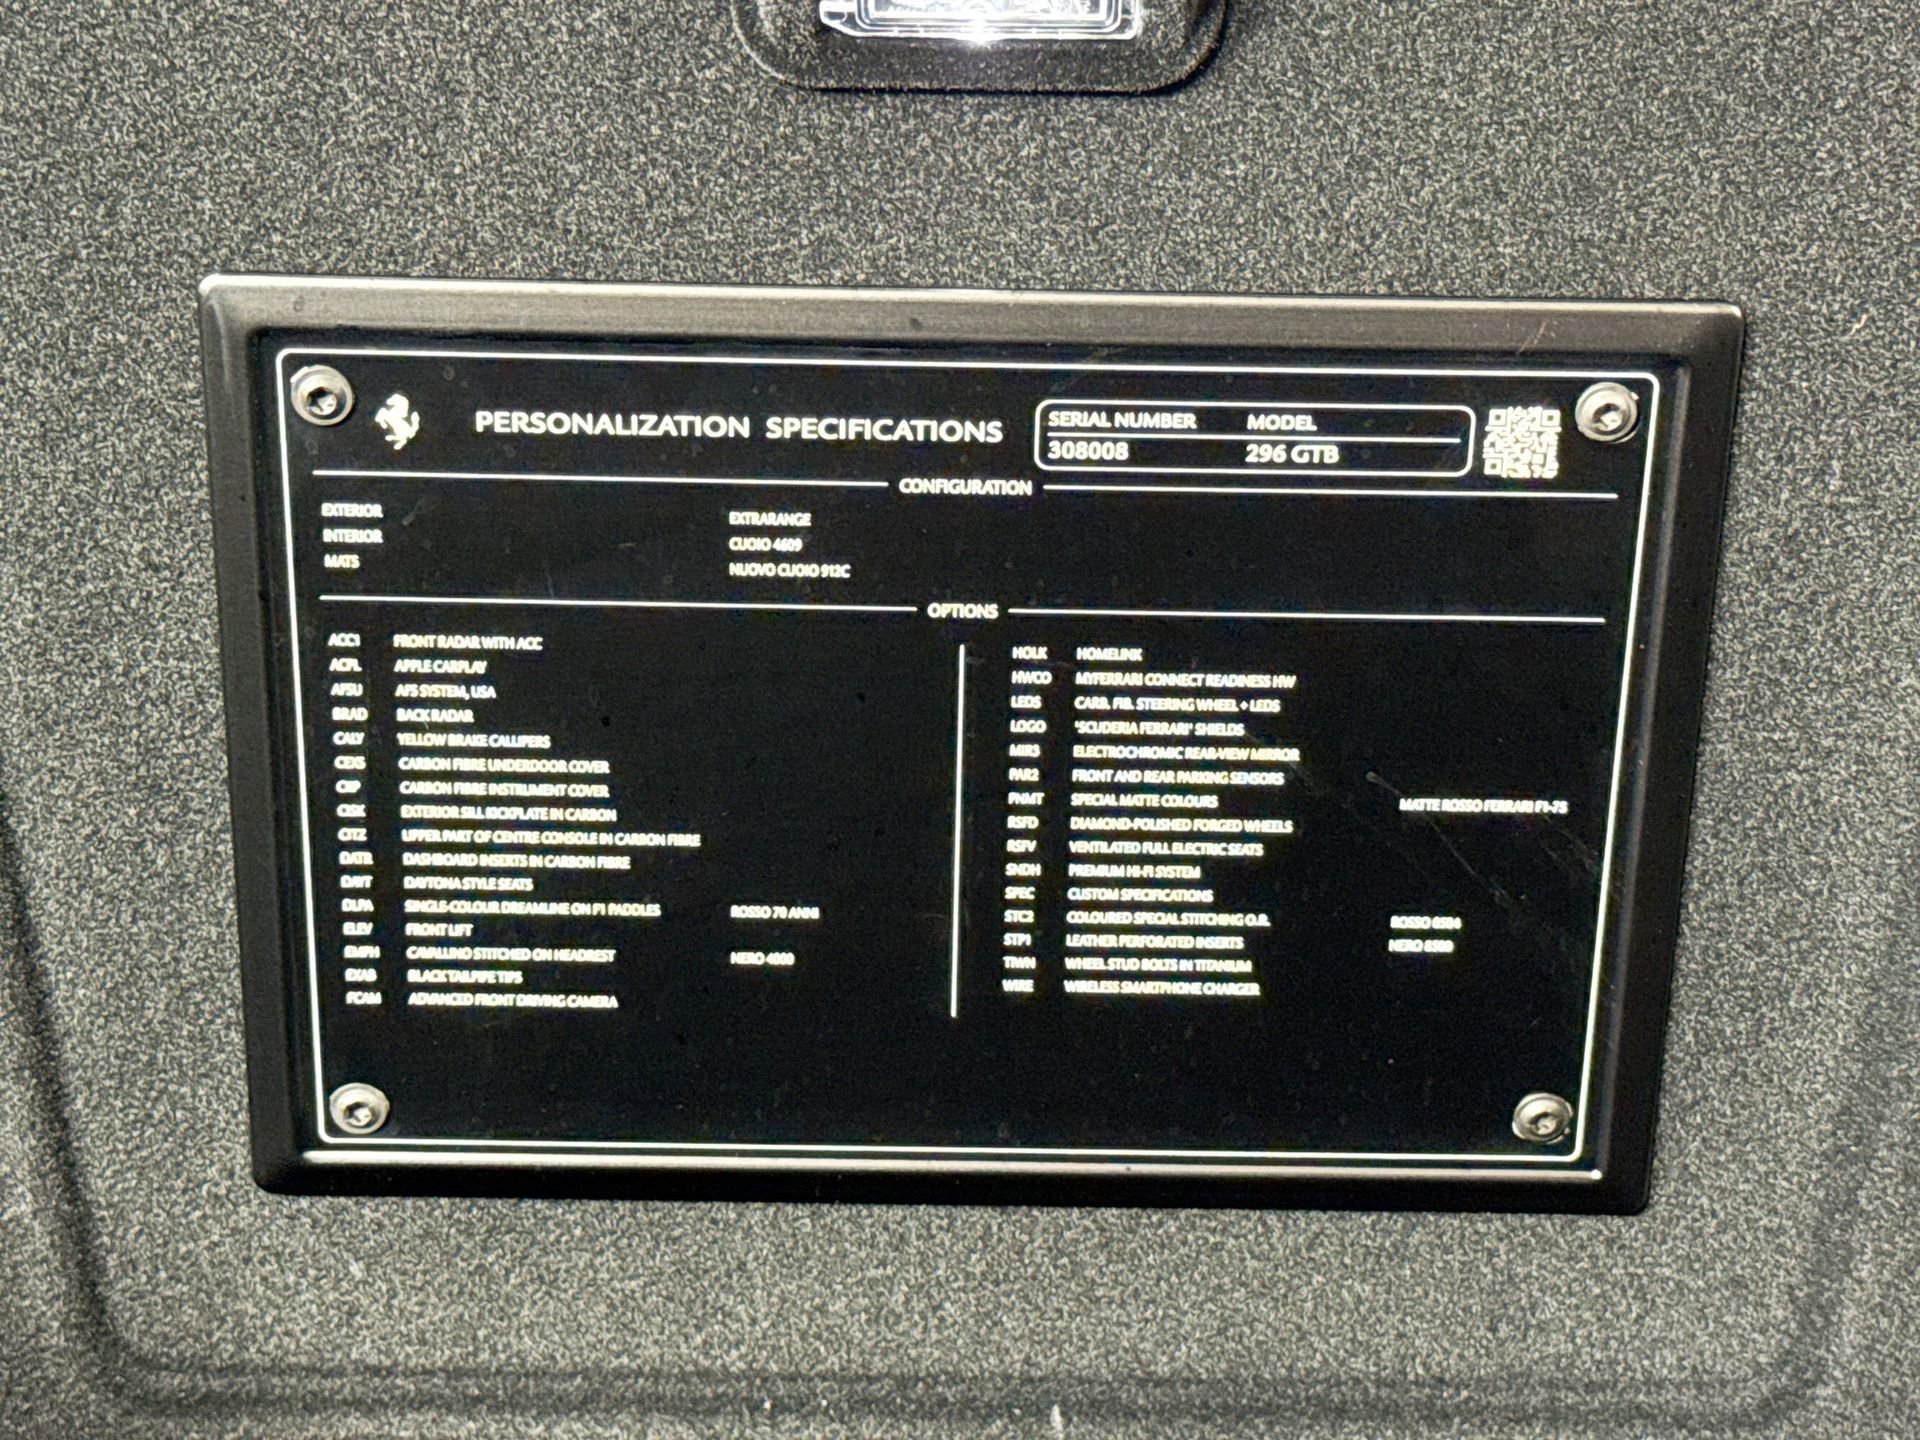 PERSONALIZATION SPECIFICATIONS
SERIAL NUMBER MODEL
308008 296 GTB
CONFIGURATION
EXTERIOR EXTRARANGE
INTERIOR CUOIO 4609
MATS NUOVO CUOIO 912C
OPTIONS
ACC1 FRONT RADAR WITH ACC
ACPL APPLE CARPLAY
AFSU AFS SYSTEM, USA
BRAD BACK RADAR
CALY YELLOW BRAKE CALLIPERS
CEX5 CARBON FIBRE UNDERDOOR COVER
CIIP CARBON FIBRE INSTRUMENT COVER
CISK EXTERIOR SILL KICKPLATE IN CARBON
CITZ UPPER PART OF CENTRE CONSOLE IN CARBON FIBRE
DATR DASHBOARD INSERTS IN CARBON FIBRE
DAYT DAYTONA STYLE SEATS
DLPA SINGLE-COLOUR DREAMLINE ON F1 PADDLES ROSSO 70 ANNI
ELEV FRONT LIFT
EMPH CAVALLINO STITCHED ON HEADREST NERO 4000
EXAB BLACK TAILPIPE TIPS
FCAM ADVANCED FRONT DRIVING CAMERA
HOLK HOMELINK
HWCO MYFERRARI CONNECT READINESS HW
LEDS CARB. FIB. STEERING WHEEL + LEDS
LOGO "SCUDERIA FERRARI" SHIELDS
MIR3 ELECTROCHROMIC REAR-VIEW MIRROR
PAR2 FRONT AND REAR PARKING SENSORS
PNMT SPECIAL MATTE COLOURS MATTE ROSSO FERRARI F1-75
RSFD DIAMOND-POLISHED FORGED WHEELS
RSFV VENTILATED FULL ELECTRIC SEATS
SNDH PREMIUM HI-FI SYSTEM
SPEC CUSTOM SPECIFICATIONS
STC2 COLOURED SPECIAL STITCHING O.R. ROSSO
STP1 LEATHER PERFORATED INSERTS NERO
TIWN WHEEL STUD BOLTS IN TITANIUM
WIRE WIRELESS SMARTPHONE CHARGER